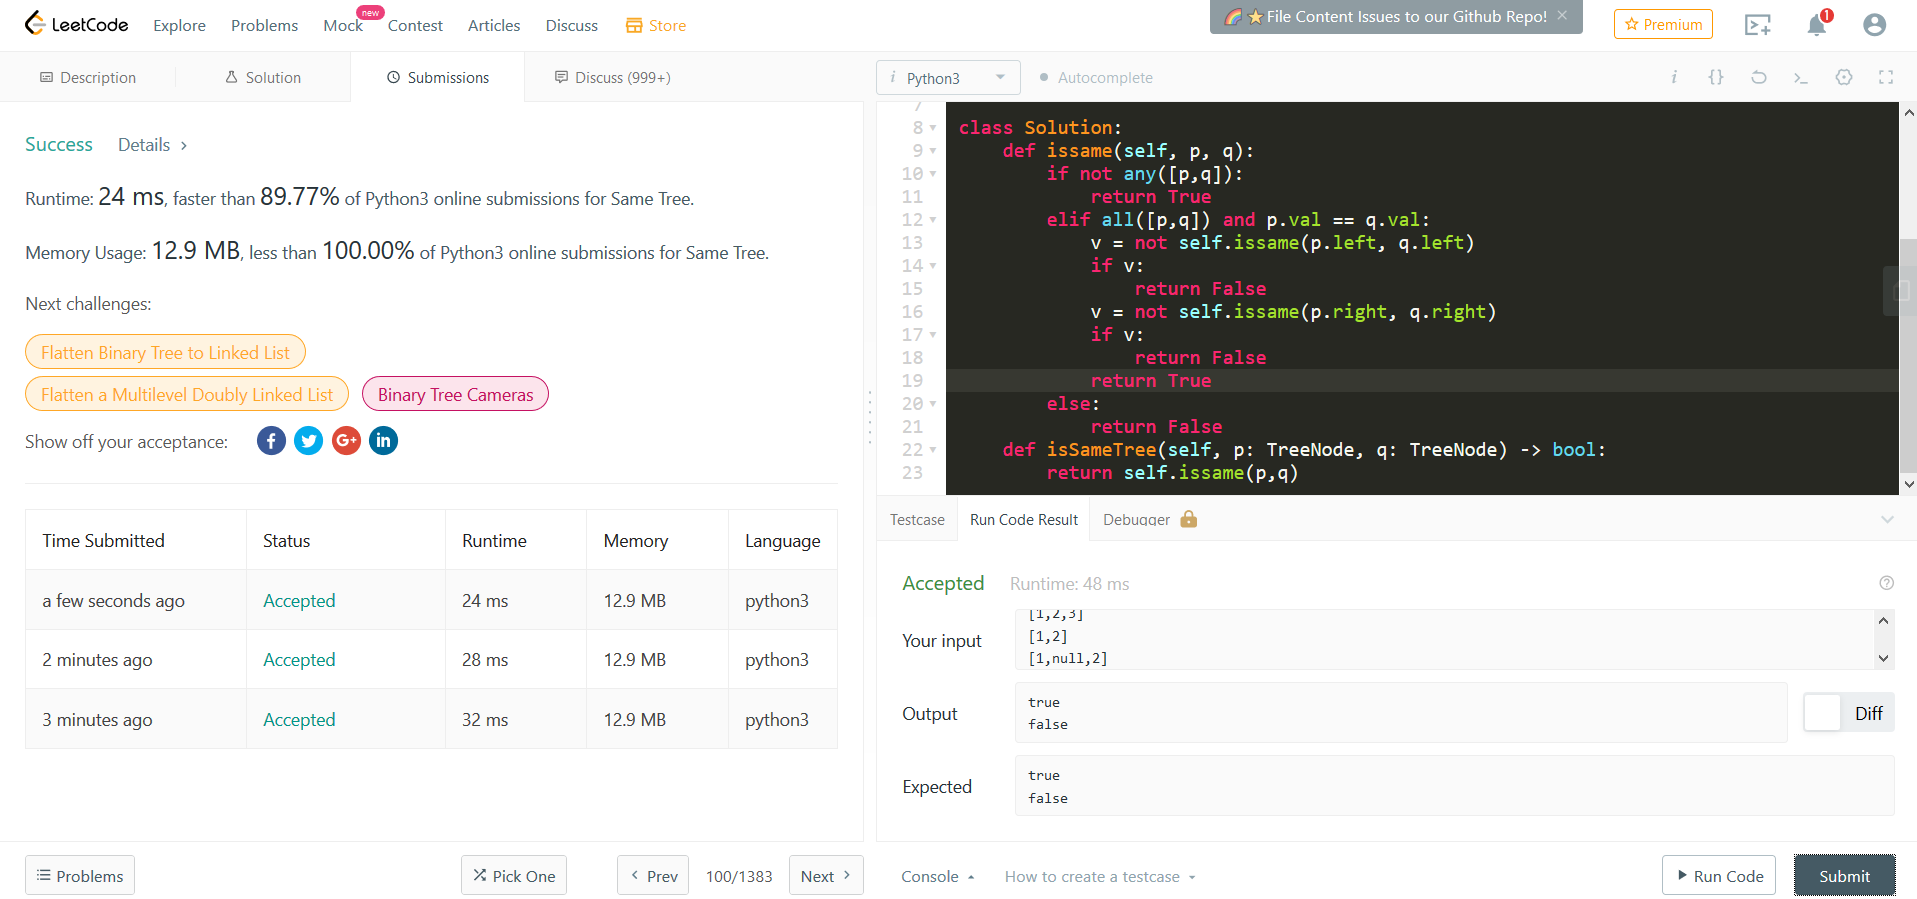 LeetCode Explore Problems Mock new Contest Articles Discuss Store
File Content Issues to our Github Repo! ×
Premium 1
Description Solution Submissions Discuss (999+)
Success Details >
Runtime: 24 ms, faster than 89.77% of Python3 online submissions for Same Tree.
Memory Usage: 12.9 MB, less than 100.00% of Python3 online submissions for Same Tree.
Next challenges:
Flatten Binary Tree to Linked List
Flatten a Multilevel Doubly Linked List Binary Tree Cameras
Show off your acceptance: f G+ in
Time Submitted Status Runtime Memory Language
a few seconds ago Accepted 24 ms 12.9 MB python3
2 minutes ago Accepted 28 ms 12.9 MB python3
3 minutes ago Accepted 32 ms 12.9 MB python3
Problems Pick One < Prev 100/1383 Next >
i Python3 Autocomplete i {} >_
7
8 class Solution:
9 def issame(self, p, q):
10 if not any([p,q]):
11 return True
12 elif all([p,q]) and p.val == q.val:
13 v = not self.issame(p.left, q.left)
14 if v:
15 return False
16 v = not self.issame(p.right, q.right)
17 if v:
18 return False
19 return True
20 else:
21 return False
22 def isSameTree(self, p: TreeNode, q: TreeNode) -> bool:
23 return self.issame(p,q)
Testcase Run Code Result Debugger
Accepted Runtime: 48 ms ?
Your input
[1,2,3]
[1,2]
[1,null,2]
Output
true
false
Diff
Expected
true
false
Console How to create a testcase Run Code Submit